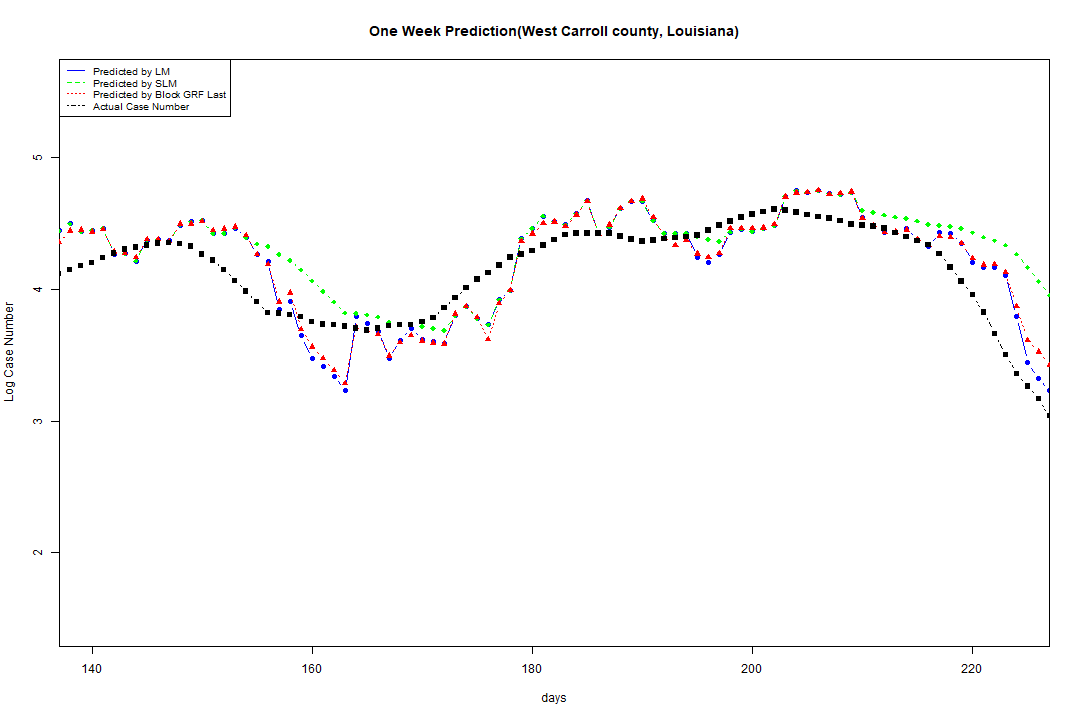 One Week Prediction(West Carroll county, Louisiana)
Predicted by LM
Predicted by SLM
Predicted by Block GRF Last
Actual Case Number
Log Case Number
5
4
3
2
140 160 180 200 220
days